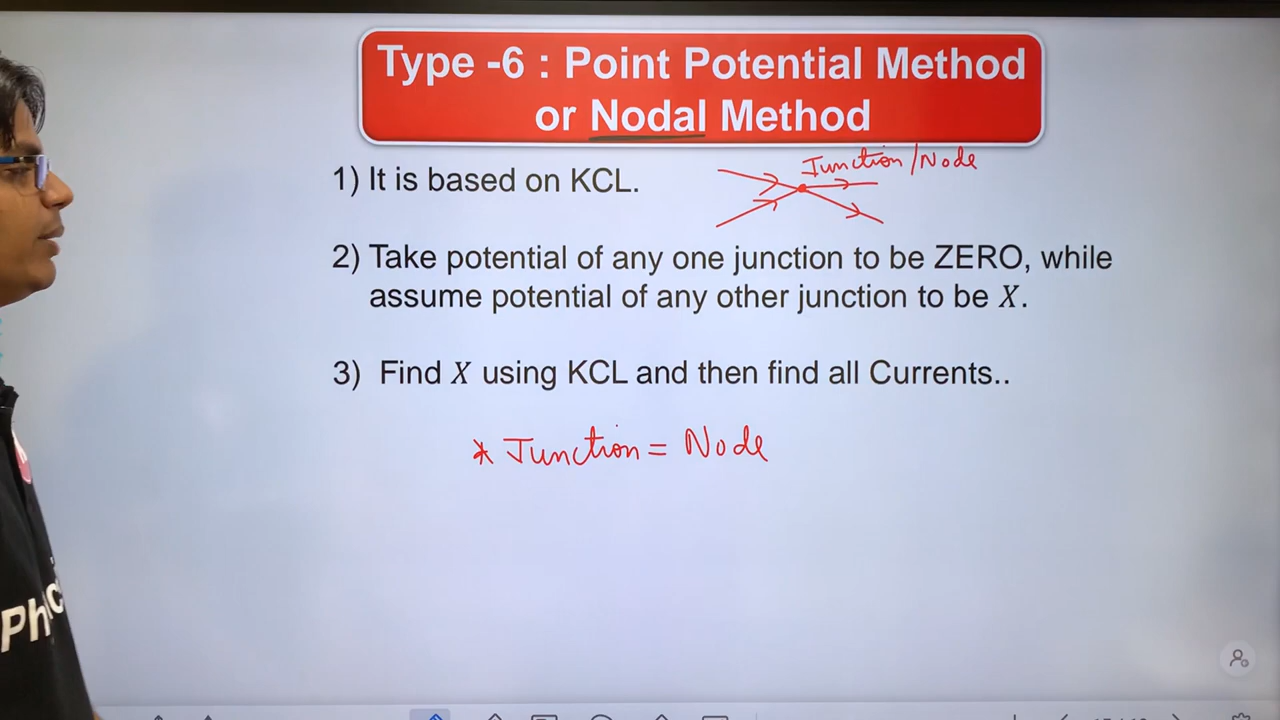 Type -6 : Point Potential Method
or Nodal Method
1) It is based on KCL.
Junction/Node
2) Take potential of any one junction to be ZERO, while
assume potential of any other junction to be X.
3) Find X using KCL and then find all Currents..
* Junction = Node